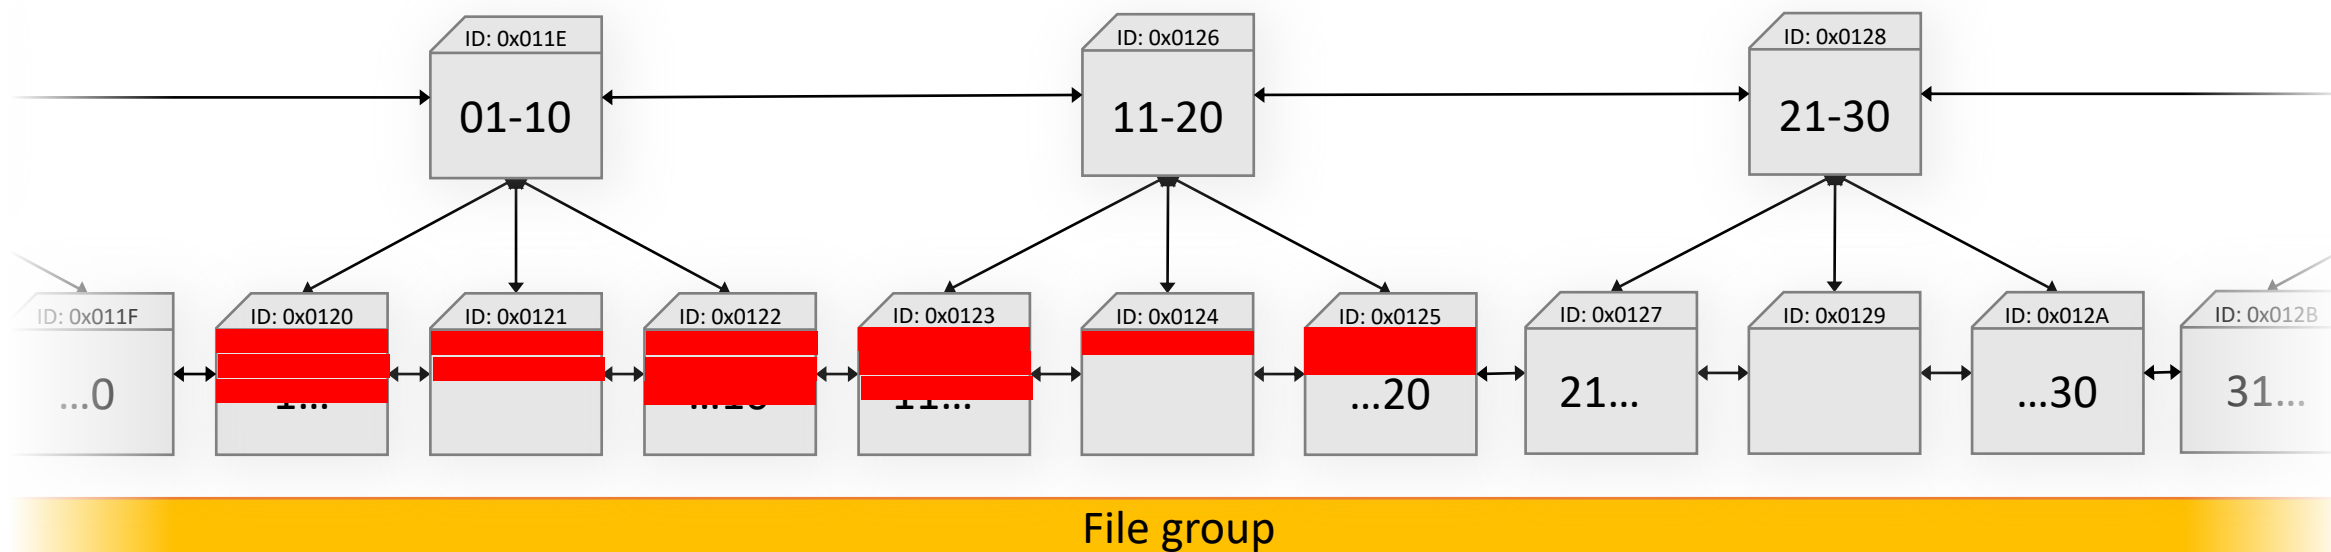 ID: 0x011E
01-10
ID: 0x0126
11-20
ID: 0x0128
21-30
ID: 0x011F
...0
ID: 0x0120
ID: 0x0121
ID: 0x0122
ID: 0x0123
ID: 0x0124
ID: 0x0125
...20
ID: 0x0127
21...
ID: 0x0129
ID: 0x012A
...30
ID: 0x012B
31...
File group